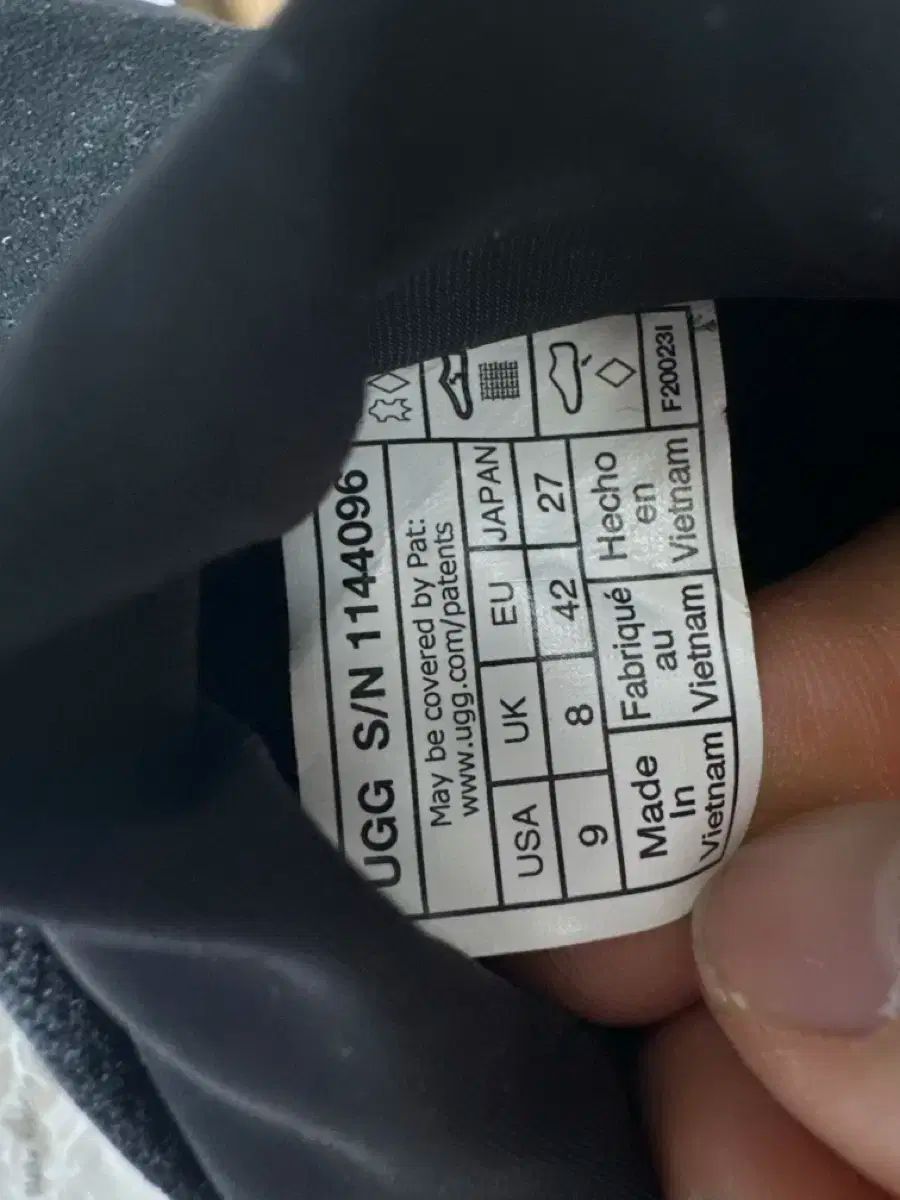 UGG S/N 1144096
May be covered by Pat:
www.ugg.com/patents
USA UK EU JAPAN
9 8 42 27
Made In Vietnam
Fabriqué au Vietnam
Hecho en Vietnam
F20023I